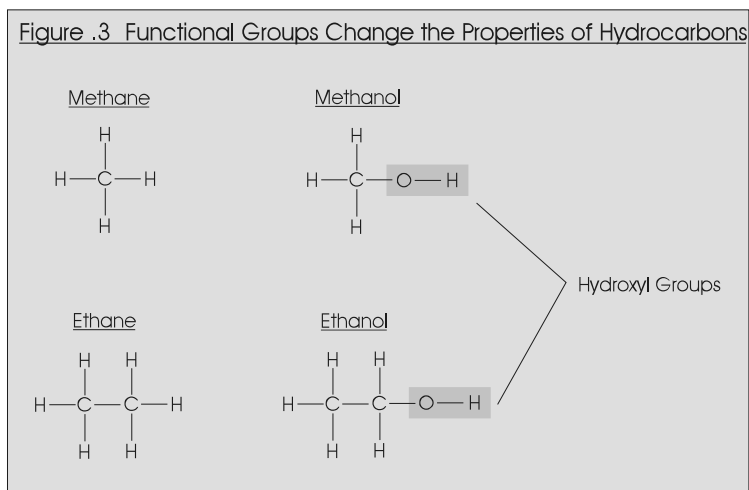 Figure .3 Functional Groups Change the Properties of Hydrocarbons
Methane Methanol
H H
H C H H C O H
H H
Hydroxyl Groups
Ethane Ethanol
H H H H
H C C H H C C O H
H H H H